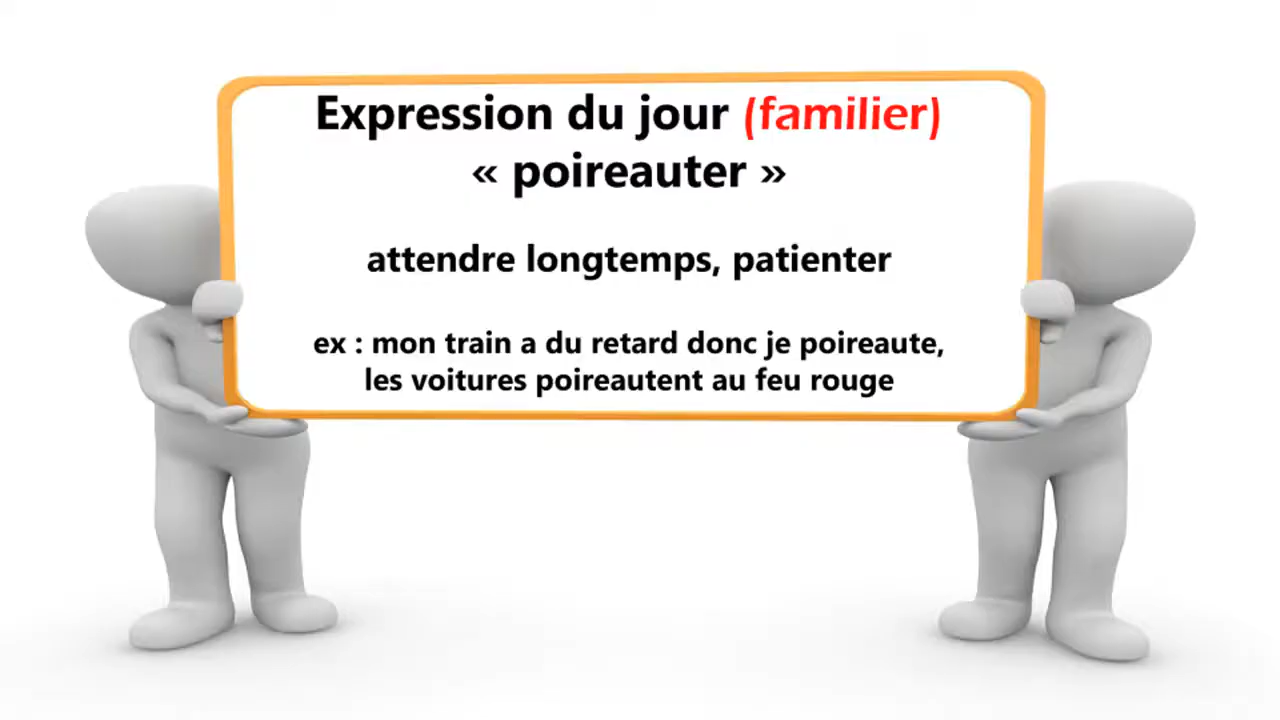 Expression du jour (familier)
« poireauter »
attendre longtemps, patienter
ex : mon train a du retard donc je poireaute,
les voitures poireautent au feu rouge